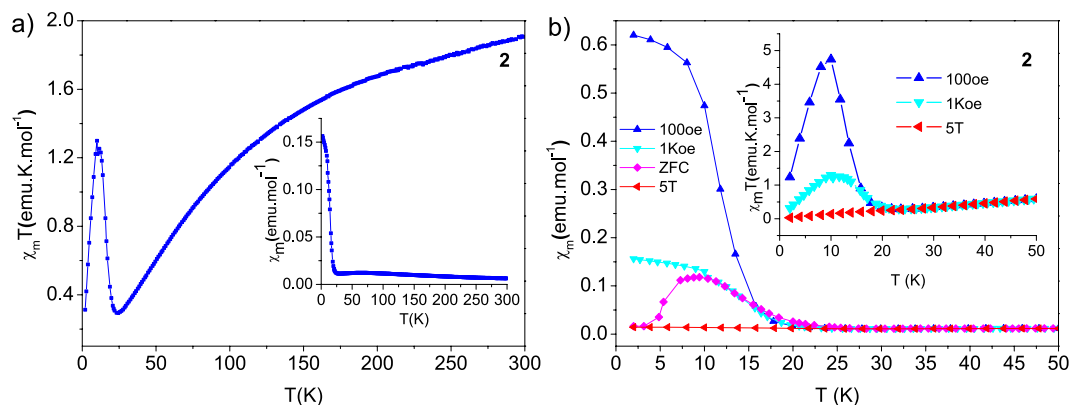 a)
2
χmT(emu.K.mol-1)
2.0
1.6
1.2
0.8
0.4
0 50 100 150 200 250 300
T(K)
χm(emu.mol-1)
0.15
0.10
0.05
0.00
0 50 100 150 200 250 300
T(K)
b)
2
χm(emu.mol-1)
0.6
0.5
0.4
0.3
0.2
0.1
0.0
100oe
1Koe
ZFC
5T
0 5 10 15 20 25 30 35 40 45 50
T (K)
χmT(emu.K.mol-1)
5
4
3
2
1
0
100oe
1Koe
5T
0 10 20 30 40 50
T (K)